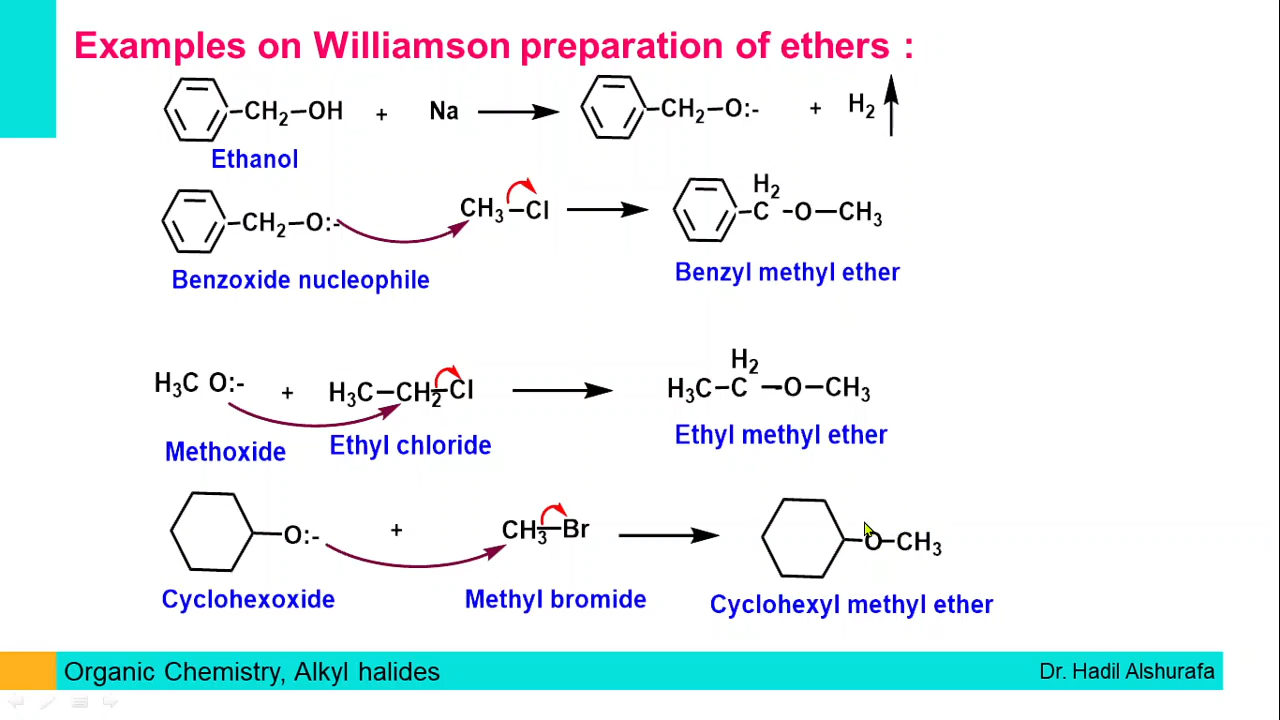 Examples on Williamson preparation of ethers :
CH2–OH + Na CH2–O:- + H2
Ethanol
CH2–O:- CH3–Cl H2
C-O–CH3
Benzoxide nucleophile Benzyl methyl ether
H2
H3C O:- + H3C–CH2–Cl H3C–C–O–CH3
Methoxide Ethyl chloride Ethyl methyl ether
O:- + CH3–Br O–CH3
Cyclohexoxide Methyl bromide Cyclohexyl methyl ether
Organic Chemistry, Alkyl halides Dr. Hadil Alshurafa